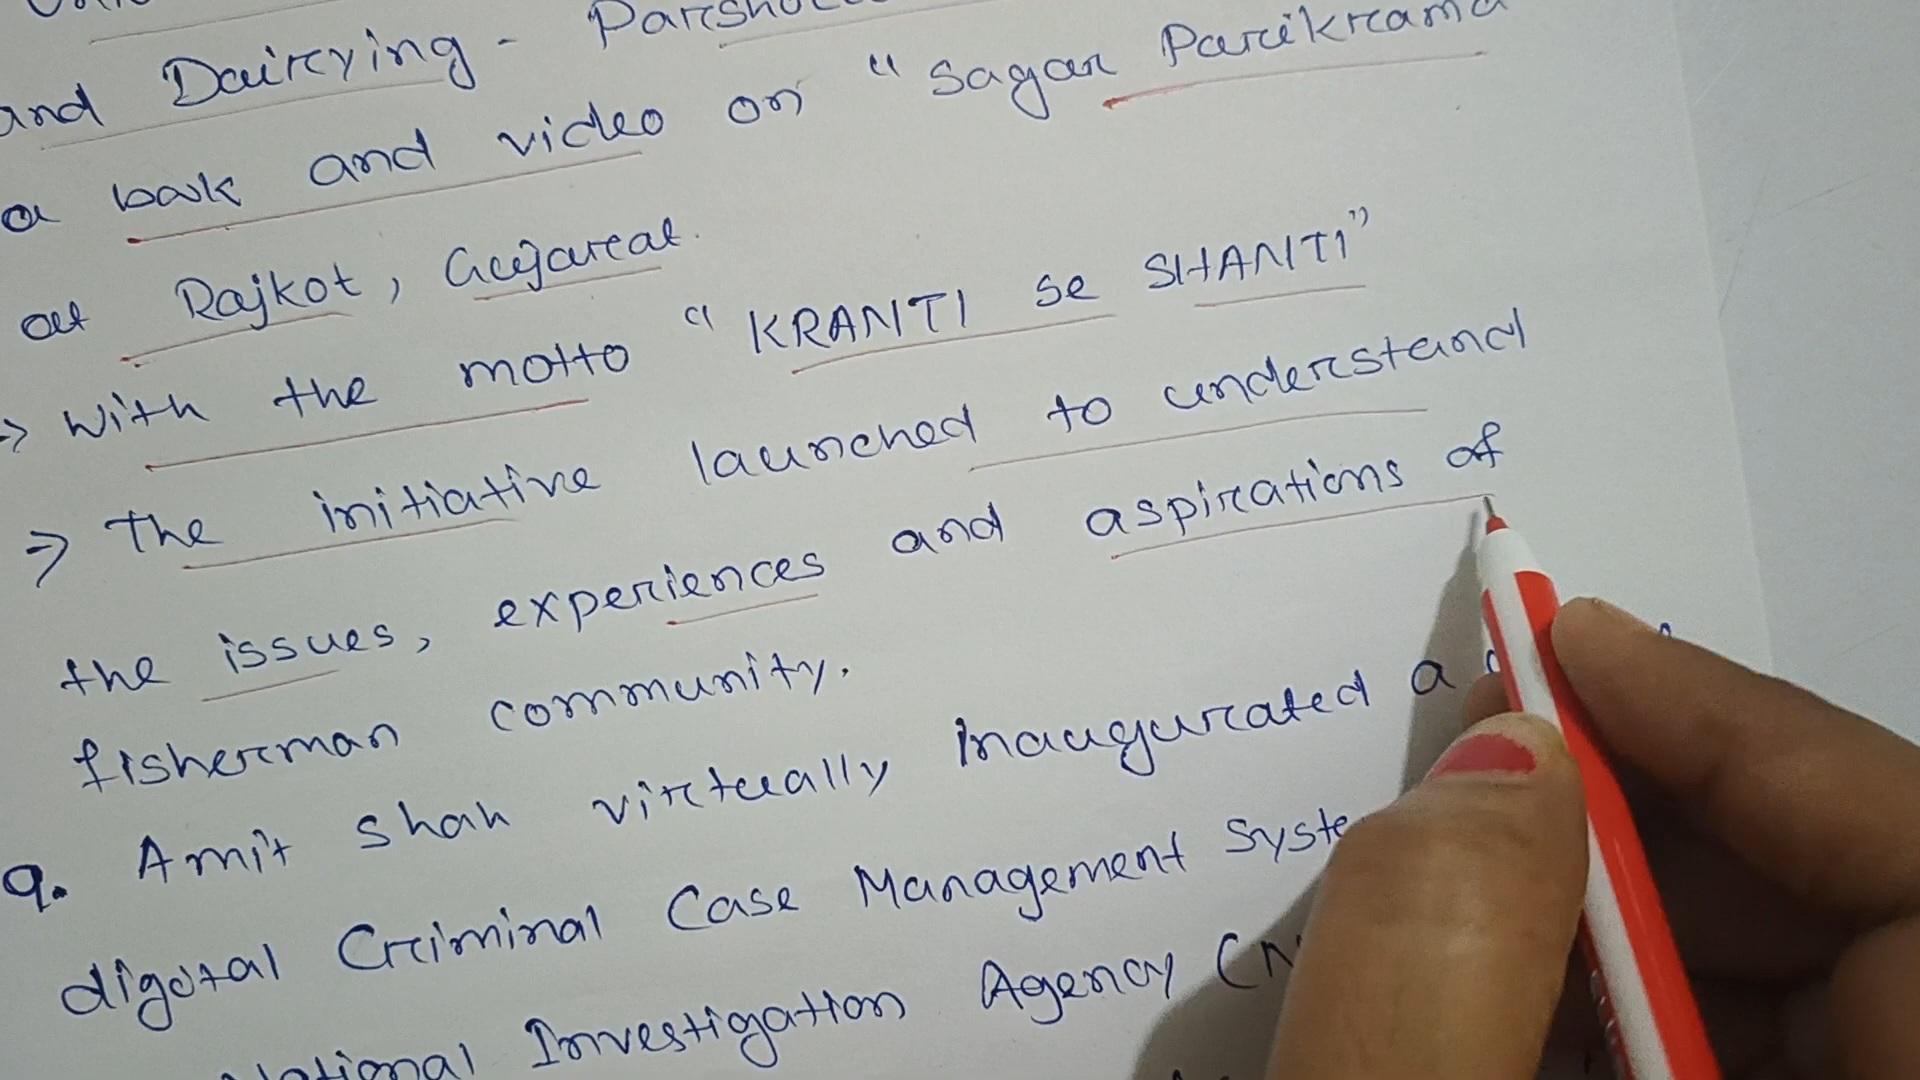 and Dairying - Parsho
a book and video on "Sagar Parikrama
at Rajkot, Gujarat.
→ With the motto "KRANTI se SHANTI"
→ The initiative launched to understand
the issues, experiences and aspirations of
fisherman community.
9. Amit Shah virtually inaugurated a
digotal Criminal Case Management Syste
National Investigation Agency (N